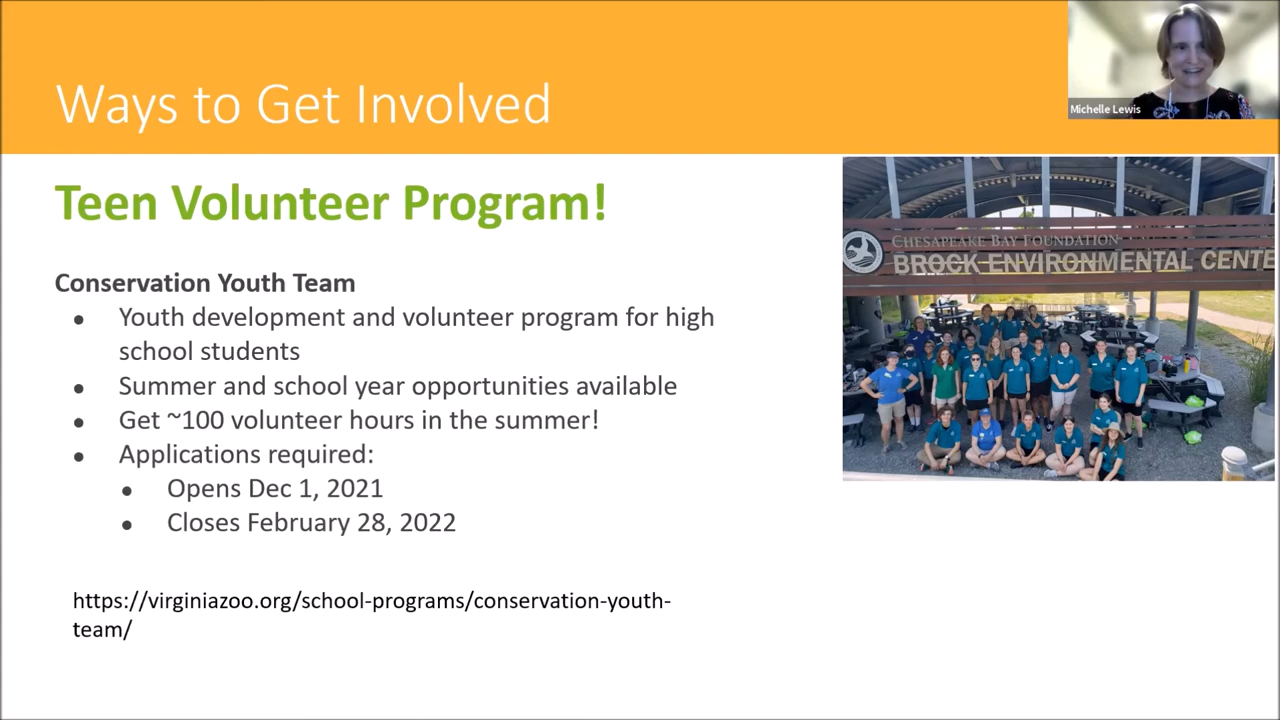 Ways to Get Involved
Michelle Lewis
Teen Volunteer Program!
Conservation Youth Team
• Youth development and volunteer program for high
school students
• Summer and school year opportunities available
• Get ~100 volunteer hours in the summer!
• Applications required:
• Opens Dec 1, 2021
• Closes February 28, 2022
https://virginiazoo.org/school-programs/conservation-youth-
team/
CHESAPEAKE BAY FOUNDATION
BROCK ENVIRONMENTAL CENTE